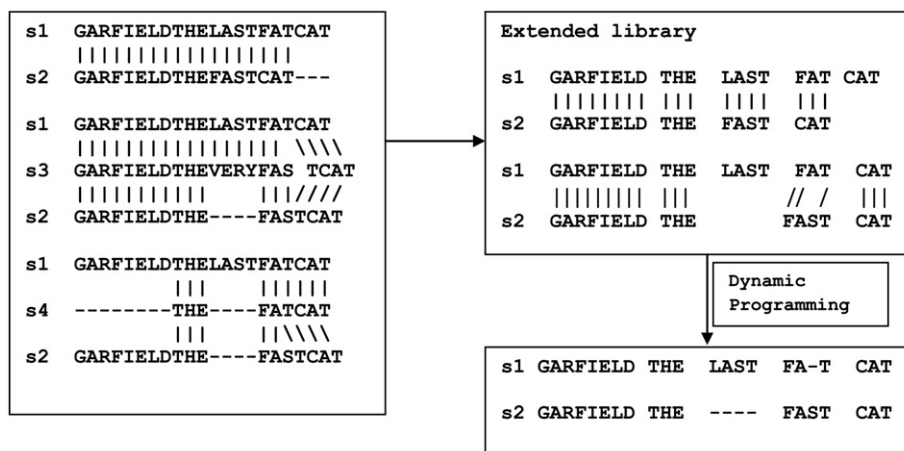 s1 GARFIELDTHELASTFATCAT
s2 GARFIELDTHEFASTCAT---
s1 GARFIELDTHELASTFATCAT
s3 GARFIELDTHEVERYFAS TCAT
s2 GARFIELDTHE----FASTCAT
s1 GARFIELDTHELASTFATCAT
s4 --------THE----FATCAT
s2 GARFIELDTHE----FASTCAT
Extended library
s1 GARFIELD THE LAST FAT CAT
s2 GARFIELD THE FAST CAT
s1 GARFIELD THE LAST FAT CAT
s2 GARFIELD THE FAST CAT
Dynamic
Programming
s1 GARFIELD THE LAST FA-T CAT
s2 GARFIELD THE ---- FAST CAT